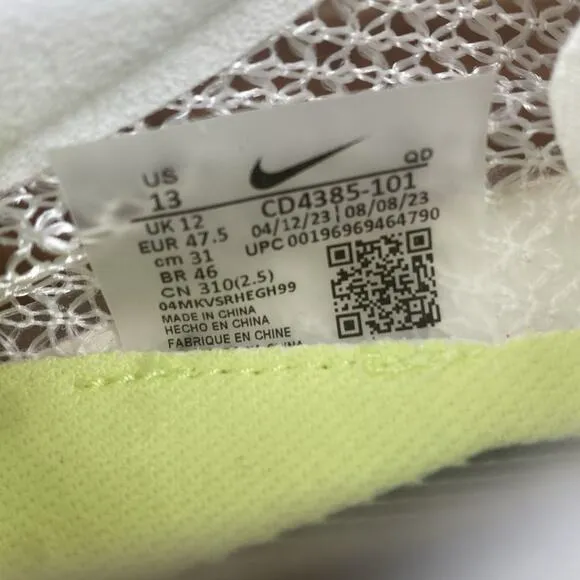 US
13
QD
CD4385-101
UK 12
04/12/23 | 08/08/23
EUR 47.5
UPC 00196969464790
cm 31
BR 46
CN 310(2.5)
04MKVSRHEGH99
MADE IN CHINA
HECHO EN CHINA
FABRIQUE EN CHINE